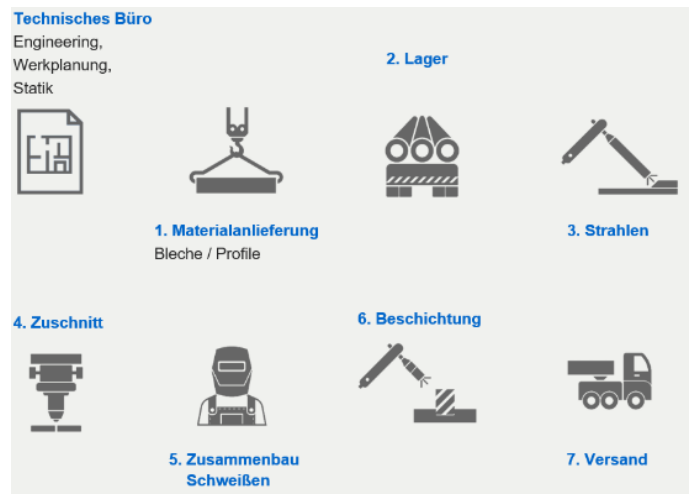 Technisches Büro
Engineering,
Werkplanung,
Statik
1. Materialanlieferung
Bleche / Profile
2. Lager
3. Strahlen
4. Zuschnitt
5. Zusammenbau
Schweißen
6. Beschichtung
7. Versand